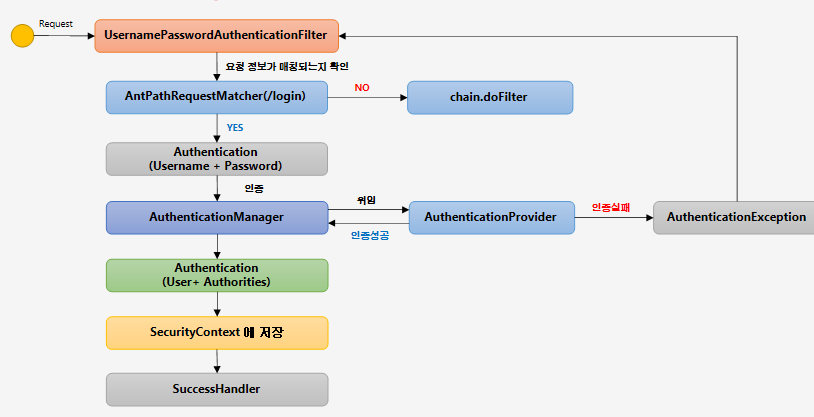 Request
UsernamePasswordAuthenticationFilter
요청 정보가 매칭되는지 확인
AntPathRequestMatcher(/login)
NO
chain.doFilter
YES
Authentication
(Username + Password)
인증
AuthenticationManager
위임
인증성공
AuthenticationProvider
인증실패
AuthenticationException
Authentication
(User+ Authorities)
SecurityContext 에 저장
SuccessHandler